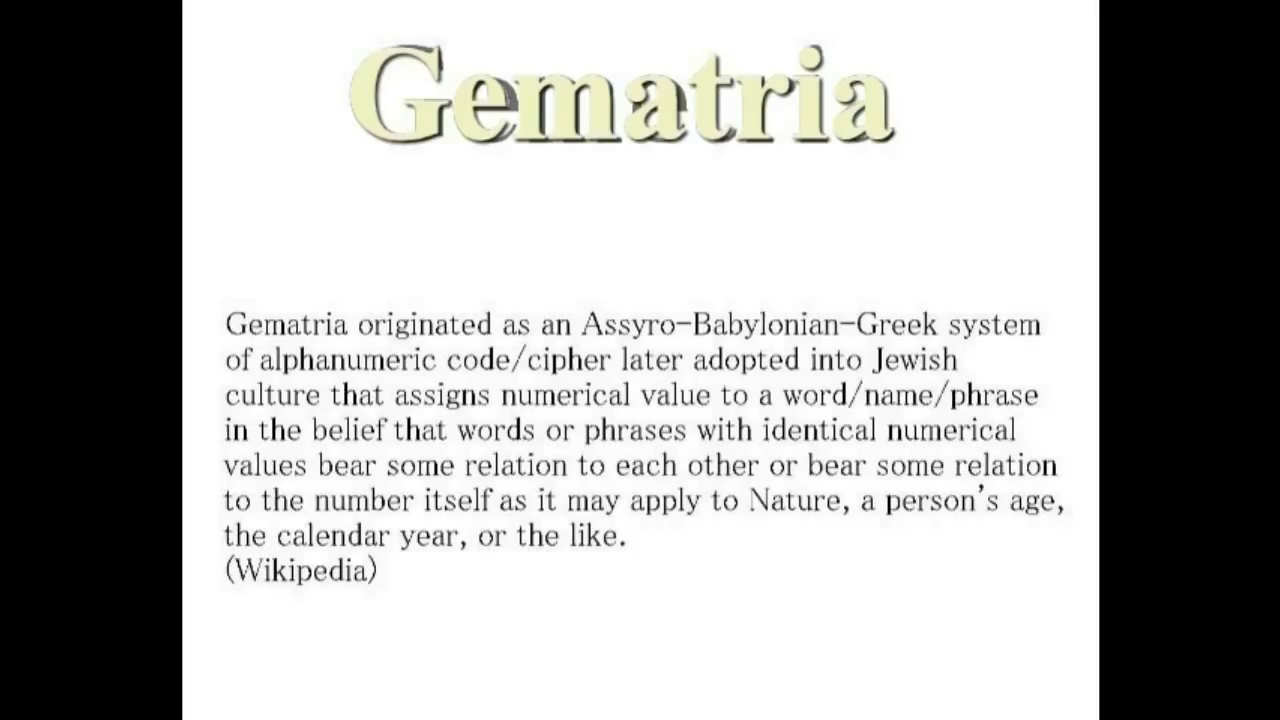 Gematria
Gematria originated as an Assyro-Babylonian-Greek system
of alphanumeric code/cipher later adopted into Jewish
culture that assigns numerical value to a word/name/phrase
in the belief that words or phrases with identical numerical
values bear some relation to each other or bear some relation
to the number itself as it may apply to Nature, a person's age,
the calendar year, or the like.
(Wikipedia)